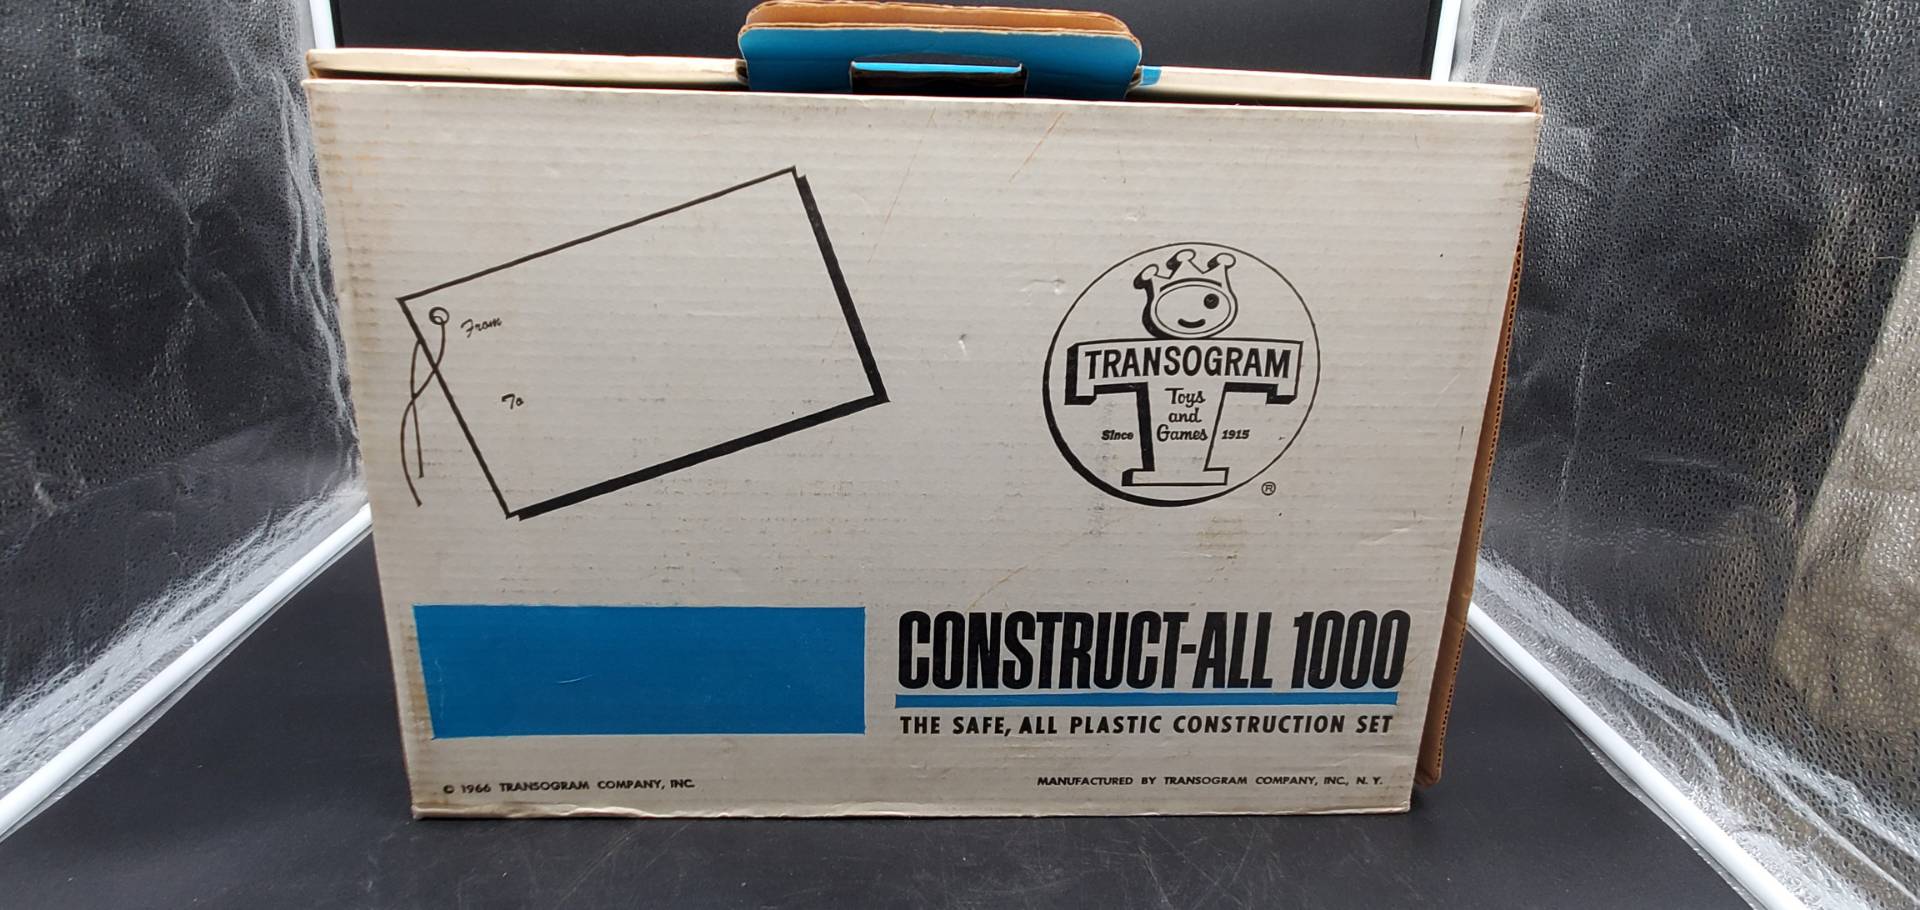 From
To
TRANSOGRAM
Toys
and
Since Games 1915
®
CONSTRUCT-ALL 1000
THE SAFE, ALL PLASTIC CONSTRUCTION SET
© 1966 TRANSOGRAM COMPANY, INC.
MANUFACTURED BY TRANSOGRAM COMPANY, INC., N. Y.